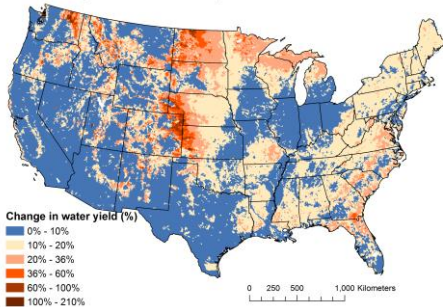 Change in water yield (%)
0% - 10%
10% - 20%
20% - 36%
36% - 60%
60% - 100%
100% - 210%
0 250 500 1,000 Kilometers